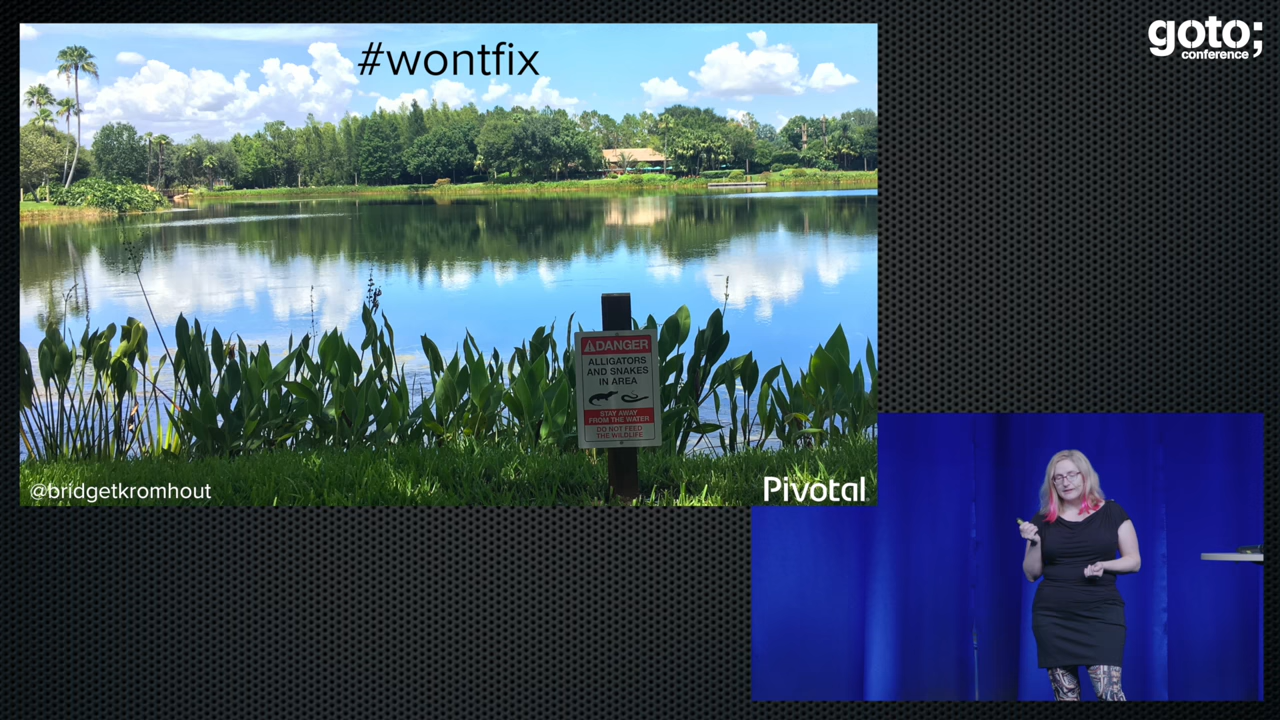 #wontfix
goto;
conference
DANGER
ALLIGATORS
AND SNAKES
IN AREA
STAY AWAY
FROM THE WATER
DO NOT FEED
THE WILDLIFE
@bridgetkromhout
Pivotal